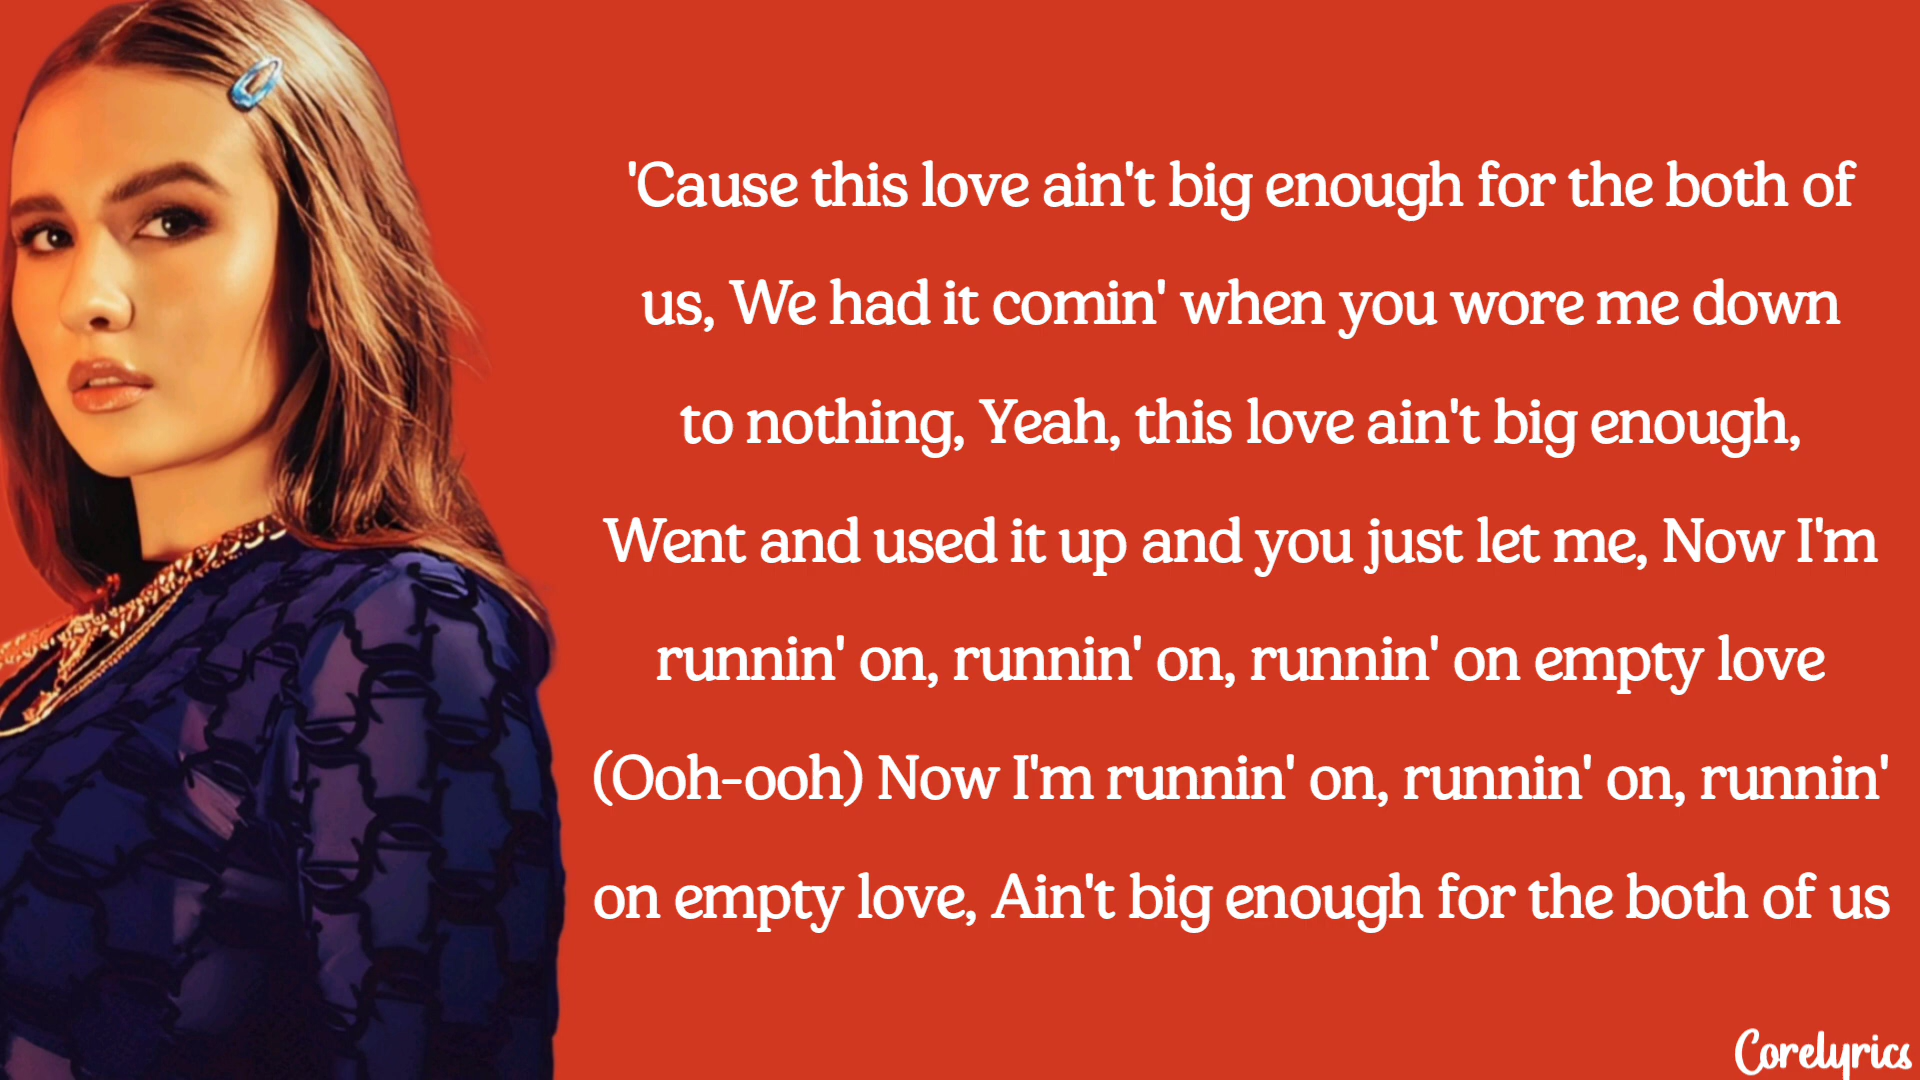 'Cause this love ain't big enough for the both of
us, We had it comin' when you wore me down
to nothing, Yeah, this love ain't big enough,
Went and used it up and you just let me, Now I'm
runnin' on, runnin' on, runnin' on empty love
(Ooh-ooh) Now I'm runnin' on, runnin' on, runnin'
on empty love, Ain't big enough for the both of us
Corelyrics